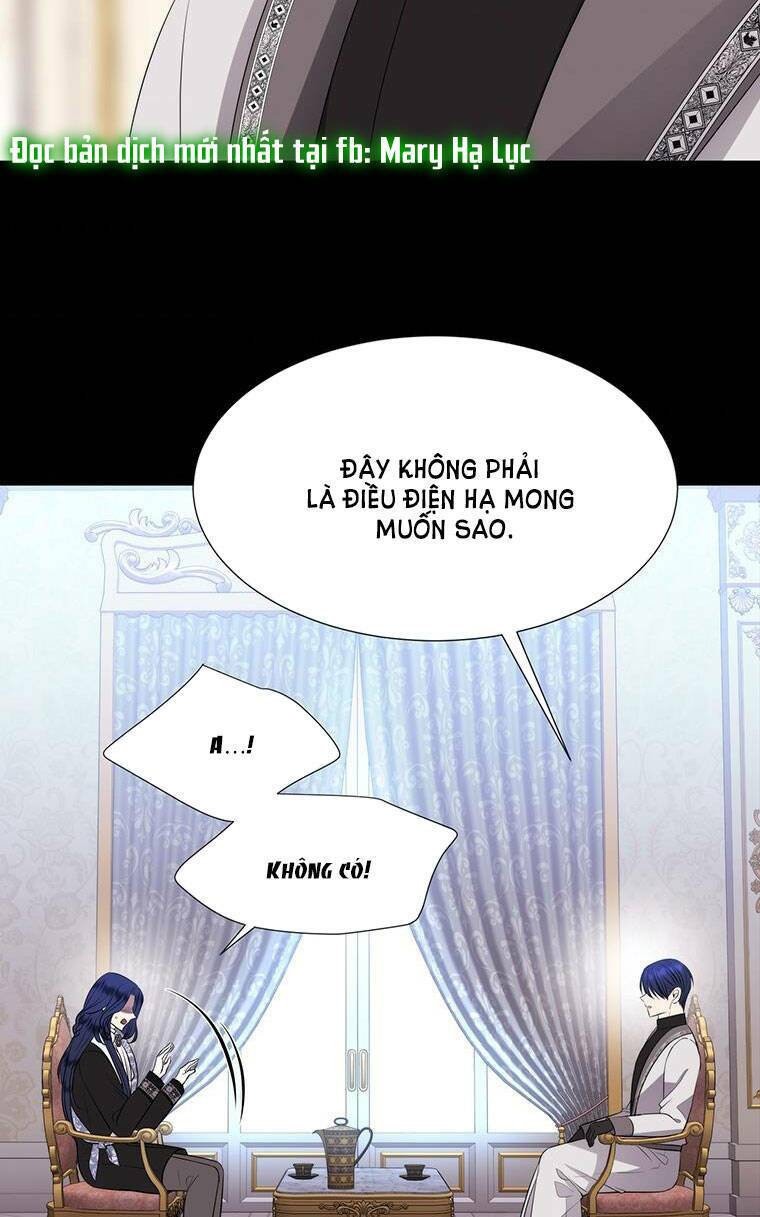 Đọc bản dịch mới nhất tại fb: Mary Hạ Lục
ĐÂY KHÔNG PHẢI
LÀ ĐIỀU ĐIỆN HẠ MONG
MUỐN SAO.
A...!
KHÔNG CÓ!